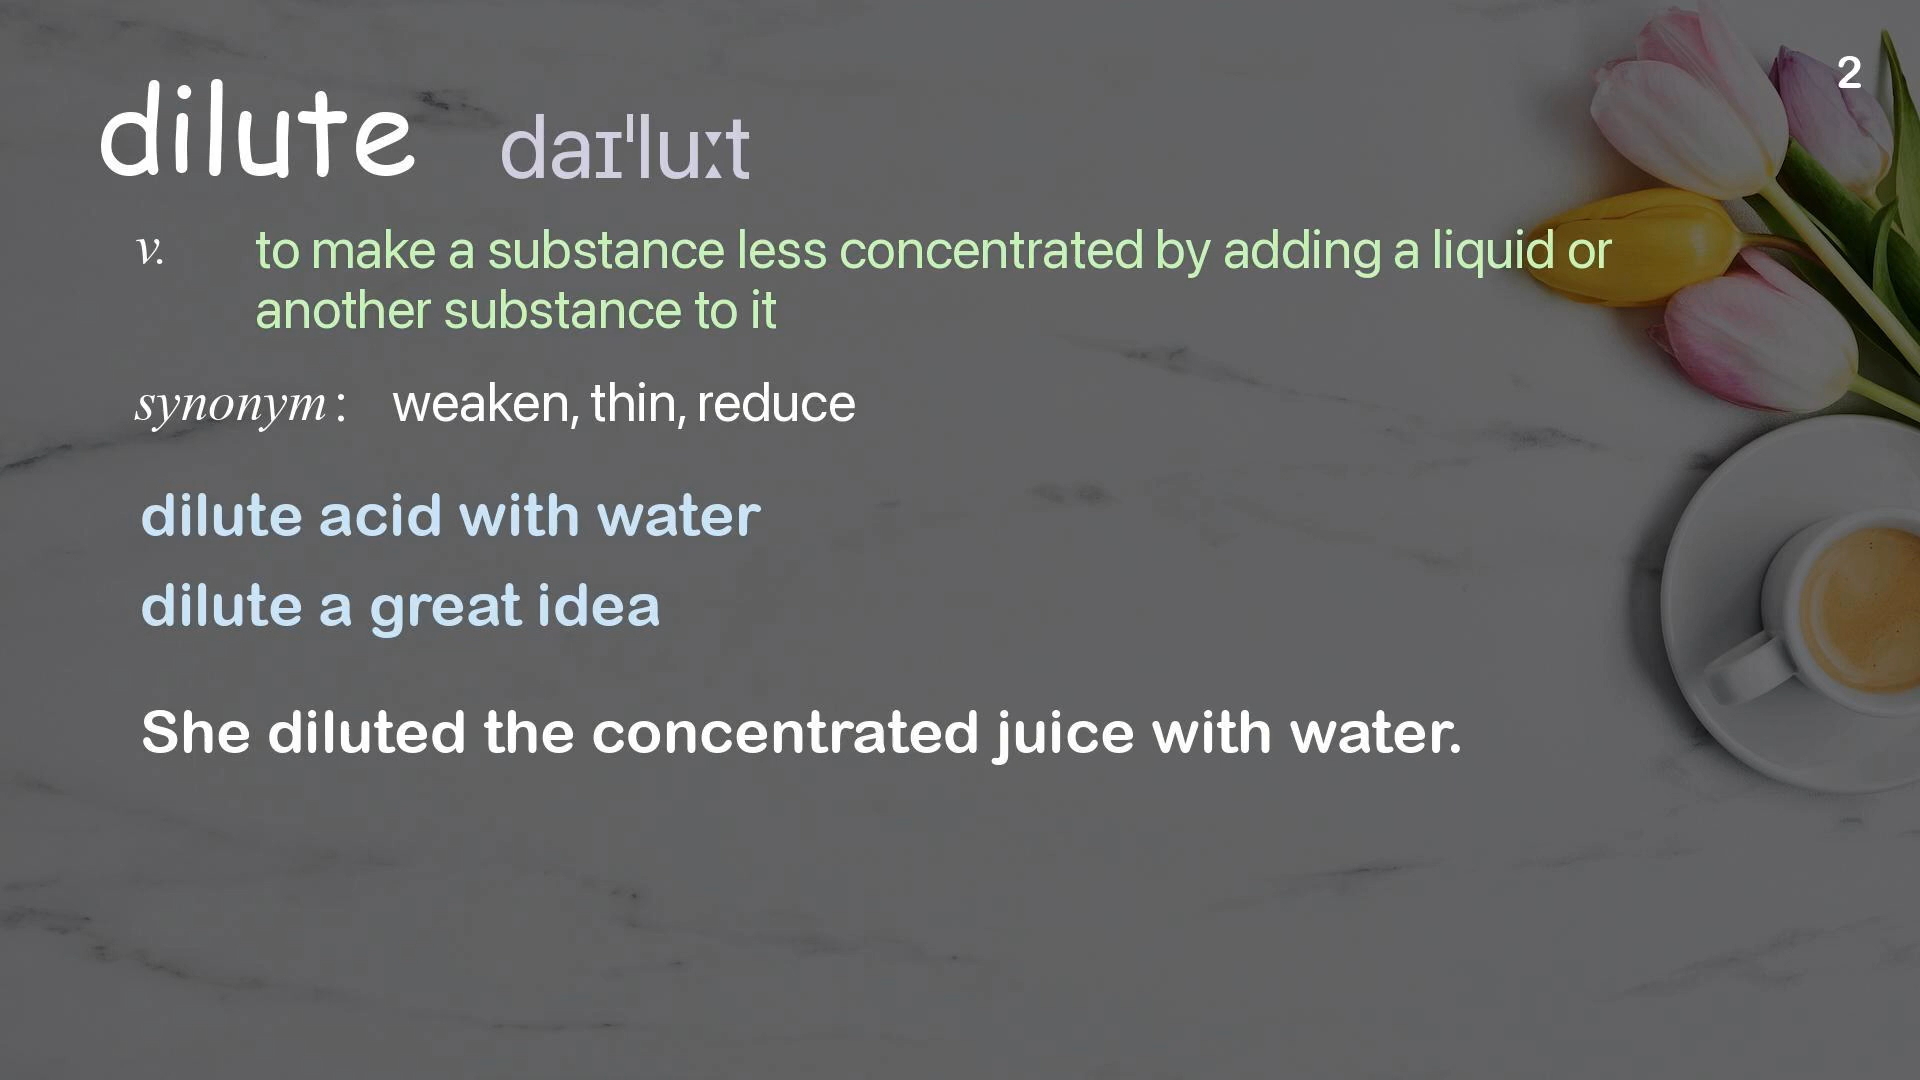 2
dilute daɪˈluːt
v. to make a substance less concentrated by adding a liquid or
another substance to it
synonym: weaken, thin, reduce
dilute acid with water
dilute a great idea
She diluted the concentrated juice with water.